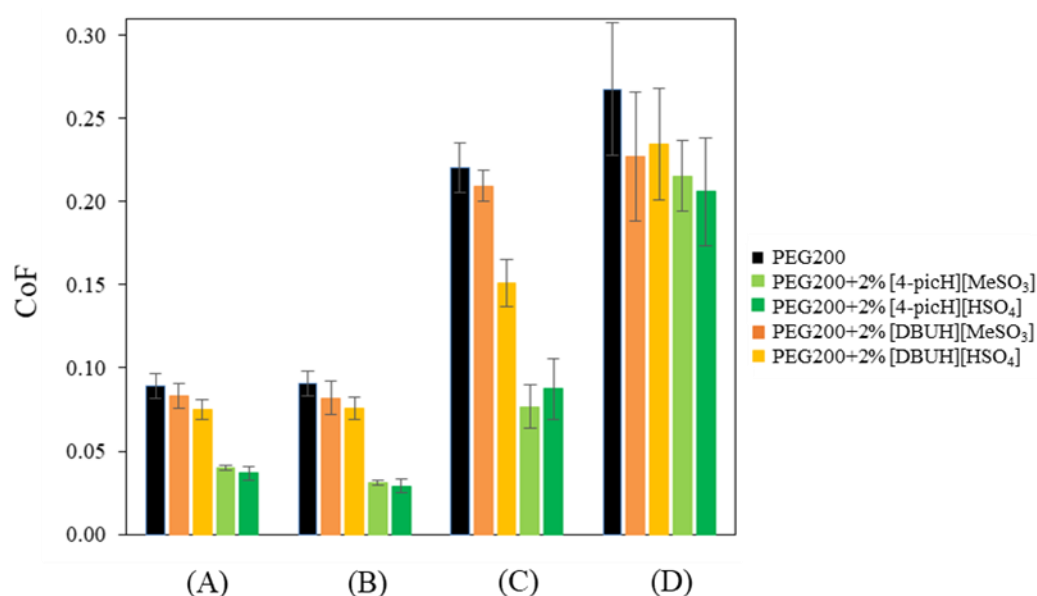 0.30
0.25
0.20
0.15
0.10
0.05
0.00
CoF
(A) (B) (C) (D)
PEG200
PEG200+2% [4-picH][MeSO₃]
PEG200+2% [4-picH][HSO₄]
PEG200+2% [DBUH][MeSO₃]
PEG200+2% [DBUH][HSO₄]